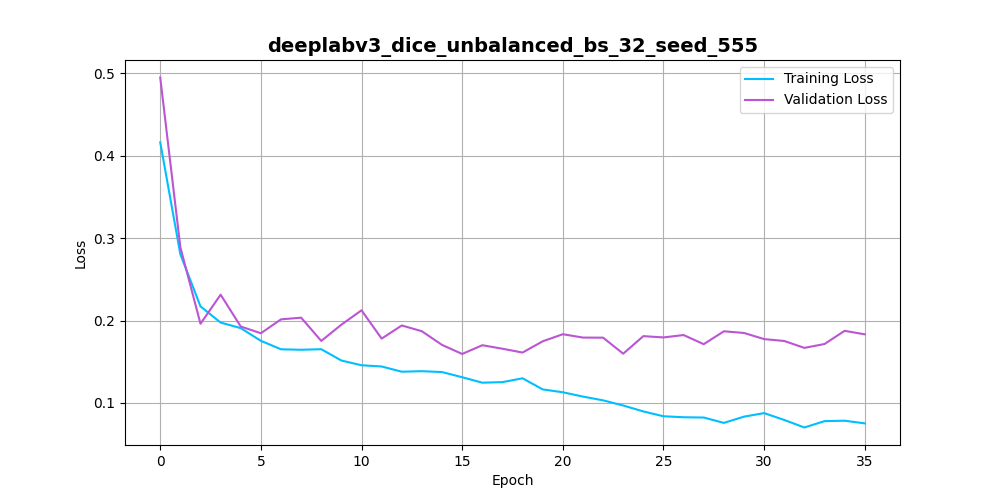 deeplabv3_dice_unbalanced_bs_32_seed_555
Training Loss
Validation Loss
0.5
0.4
0.3
0.2
0.1
Loss
0 5 10 15 20 25 30 35
Epoch